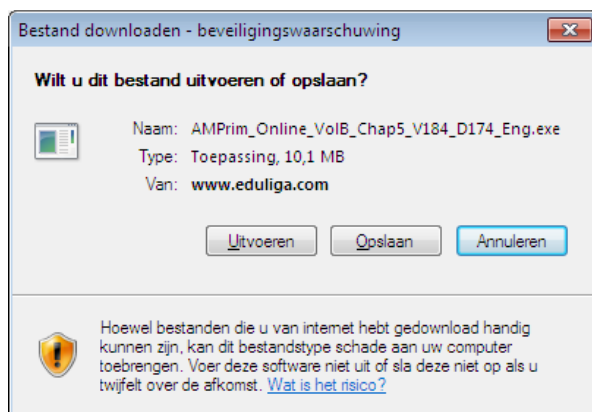 Bestand downloaden - beveiligingswaarschuwing
Wilt u dit bestand uitvoeren of opslaan?
Naam: AMPrim_Online_VolB_Chap5_V184_D174_Eng.exe
Type: Toepassing, 10,1 MB
Van: www.eduliga.com
Uitvoeren Opslaan Annuleren
Hoewel bestanden die u van internet hebt gedownload handig
kunnen zijn, kan dit bestandstype schade aan uw computer
toebrengen. Voer deze software niet uit of sla deze niet op als u
twijfelt over de afkomst. Wat is het risico?